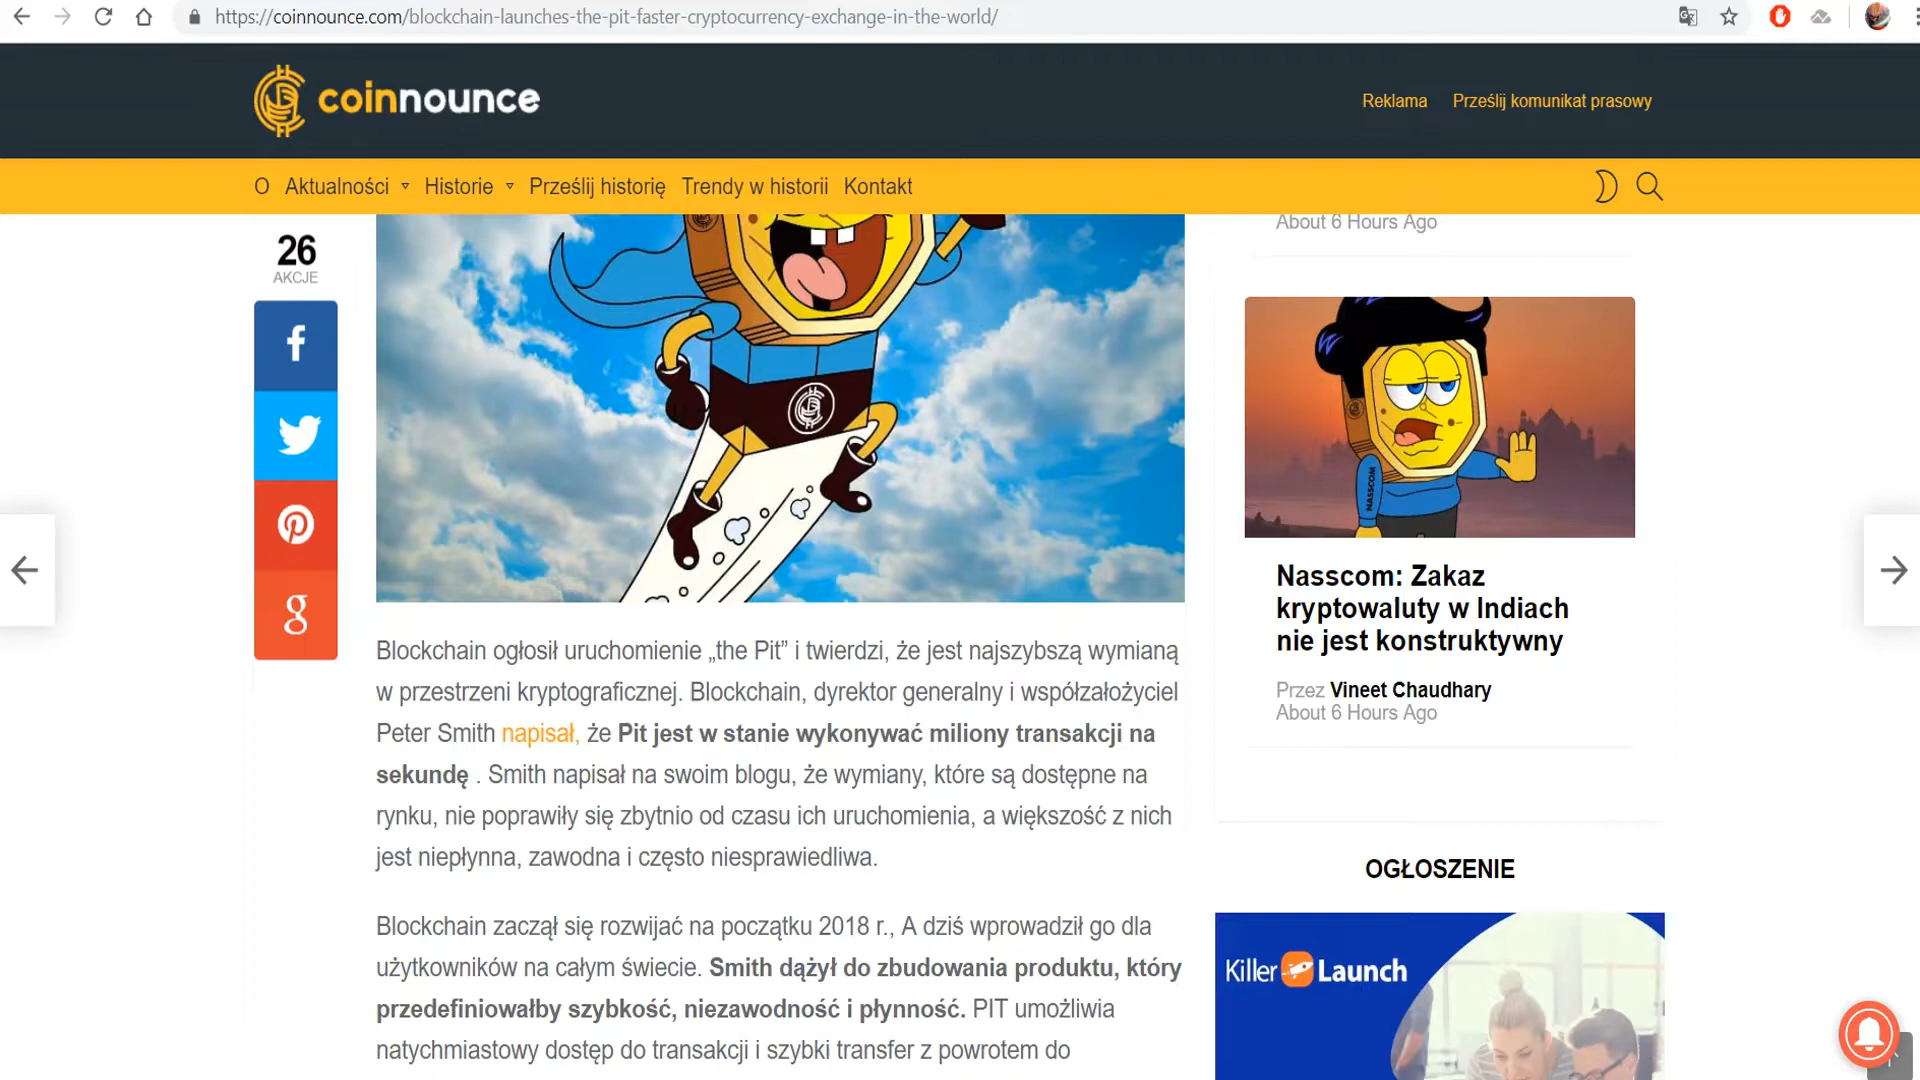 https://coinnounce.com/blockchain-launches-the-pit-faster-cryptocurrency-exchange-in-the-world/
coinnounce
Reklama Prześlij komunikat prasowy
O Aktualności Historie Prześlij historię Trendy w historii Kontakt
26
AKCJE
Blockchain ogłosił uruchomienie „the Pit” i twierdzi, że jest najszybszą wymianą
w przestrzeni kryptograficznej. Blockchain, dyrektor generalny i współzałożyciel
Peter Smith napisał, że Pit jest w stanie wykonywać miliony transakcji na
sekundę . Smith napisał na swoim blogu, że wymiany, które są dostępne na
rynku, nie poprawiły się zbytnio od czasu ich uruchomienia, a większość z nich
jest niepłynna, zawodna i często niesprawiedliwa.
Blockchain zaczął się rozwijać na początku 2018 r., A dziś wprowadził go dla
użytkowników na całym świecie. Smith dążył do zbudowania produktu, który
przedefiniowałby szybkość, niezawodność i płynność. PIT umożliwia
natychmiastowy dostęp do transakcji i szybki transfer z powrotem do
About 6 Hours Ago
NASSCOM
Nasscom: Zakaz
kryptowaluty w Indiach
nie jest konstruktywny
Przez Vineet Chaudhary
About 6 Hours Ago
OGŁOSZENIE
Killer Launch